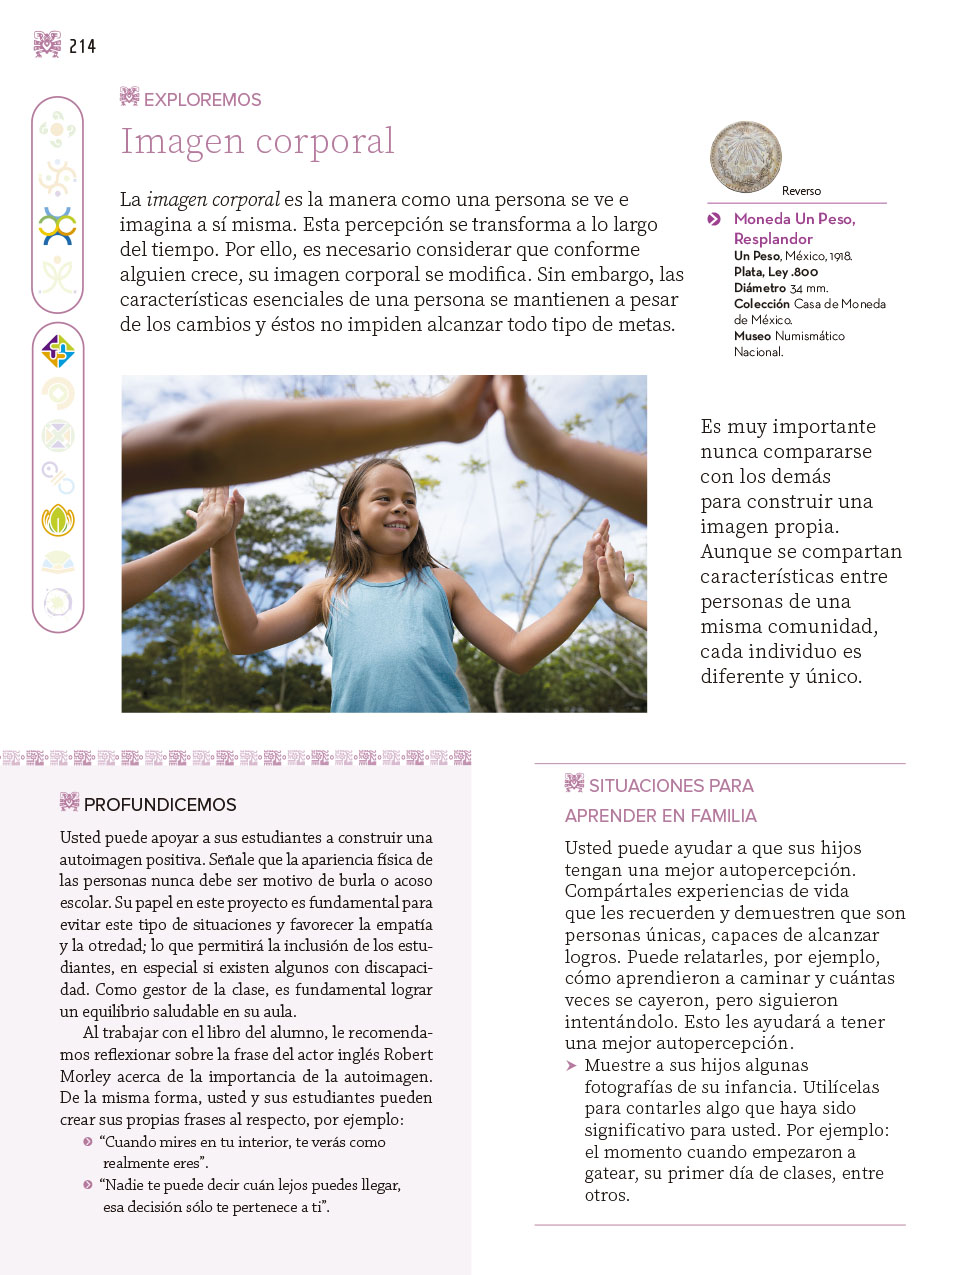 214
EXPLOREMOS
Imagen corporal
La imagen corporal es la manera como una persona se ve e
imagina a sí misma. Esta percepción se transforma a lo largo
del tiempo. Por ello, es necesario considerar que conforme
alguien crece, su imagen corporal se modifica. Sin embargo, las
características esenciales de una persona se mantienen a pesar
de los cambios y éstos no impiden alcanzar todo tipo de metas.
Reverso
Moneda Un Peso,
Resplandor
Un Peso, México, 1918.
Plata, Ley .800
Diámetro 34 mm.
Colección Casa de Moneda
de México.
Museo Numismático
Nacional.
Es muy importante
nunca compararse
con los demás
para construir una
imagen propia.
Aunque se compartan
características entre
personas de una
misma comunidad,
cada individuo es
diferente y único.
PROFUNDICEMOS
Usted puede apoyar a sus estudiantes a construir una
autoimagen positiva. Señale que la apariencia física de
las personas nunca debe ser motivo de burla o acoso
escolar. Su papel en este proyecto es fundamental para
evitar este tipo de situaciones y favorecer la empatía
y la otredad; lo que permitirá la inclusión de los estu-
diantes, en especial si existen algunos con discapaci-
dad. Como gestor de la clase, es fundamental lograr
un equilibrio saludable en su aula.
Al trabajar con el libro del alumno, le recomenda-
mos reflexionar sobre la frase del actor inglés Robert
Morley acerca de la importancia de la autoimagen.
De la misma forma, usted y sus estudiantes pueden
crear sus propias frases al respecto, por ejemplo:
“Cuando mires en tu interior, te verás como
realmente eres”.
“Nadie te puede decir cuán lejos puedes llegar,
esa decisión sólo te pertenece a ti”.
SITUACIONES PARA
APRENDER EN FAMILIA
Usted puede ayudar a que sus hijos
tengan una mejor autopercepción.
Compártales experiencias de vida
que les recuerden y demuestren que son
personas únicas, capaces de alcanzar
logros. Puede relatarles, por ejemplo,
cómo aprendieron a caminar y cuántas
veces se cayeron, pero siguieron
intentándolo. Esto les ayudará a tener
una mejor autopercepción.
Muestre a sus hijos algunas
fotografías de su infancia. Utilícelas
para contarles algo que haya sido
significativo para usted. Por ejemplo:
el momento cuando empezaron a
gatear, su primer día de clases, entre
otros.